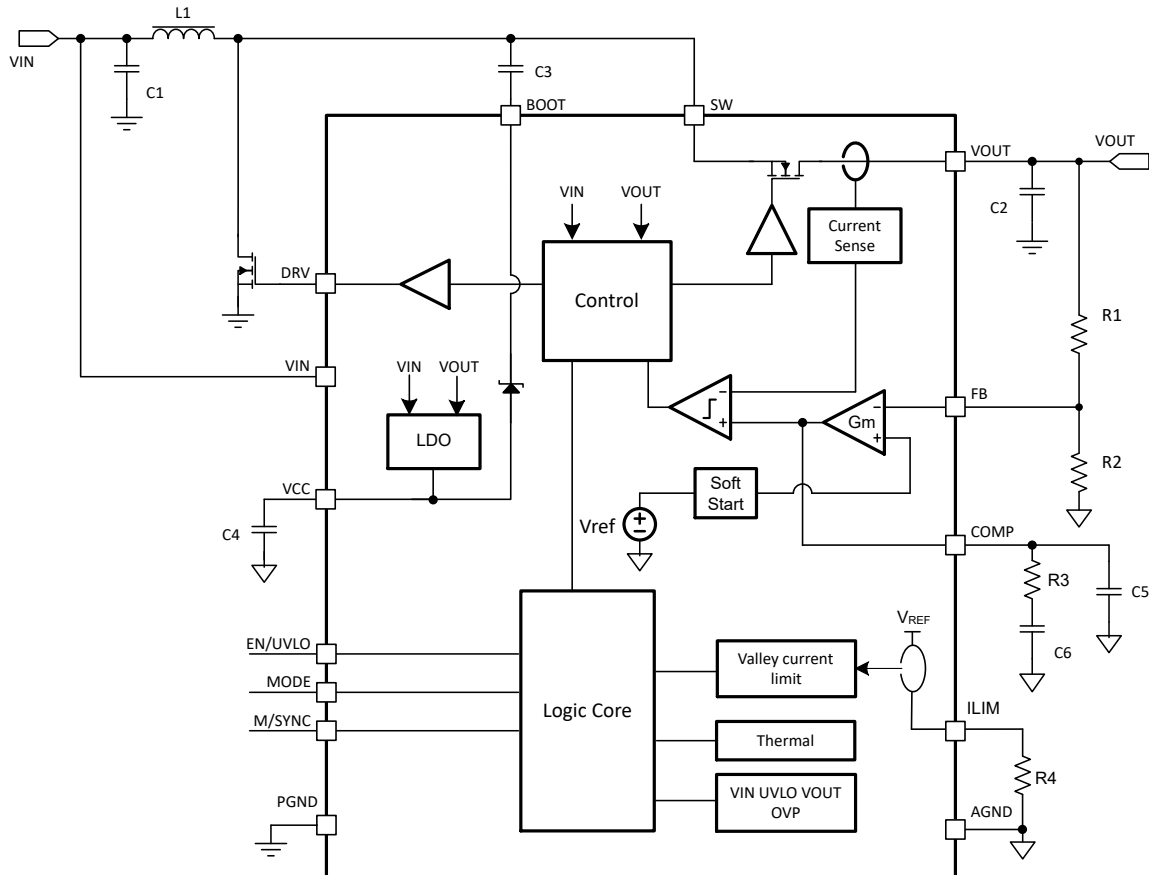 L1
VIN
C1
C3
BOOT
SW
VOUT
VOUT
C2
VIN
VOUT
Current
Sense
DRV
Control
R1
VIN
VIN
VOUT
LDO
−
+
Gm
−
+
FB
R2
VCC
C4
Soft
Start
Vref
+
−
COMP
R3
C5
C6
EN/UVLO
MODE
M/SYNC
Logic Core
VREF
Valley current
limit
ILIM
Thermal
R4
VIN UVLO VOUT
OVP
PGND
AGND